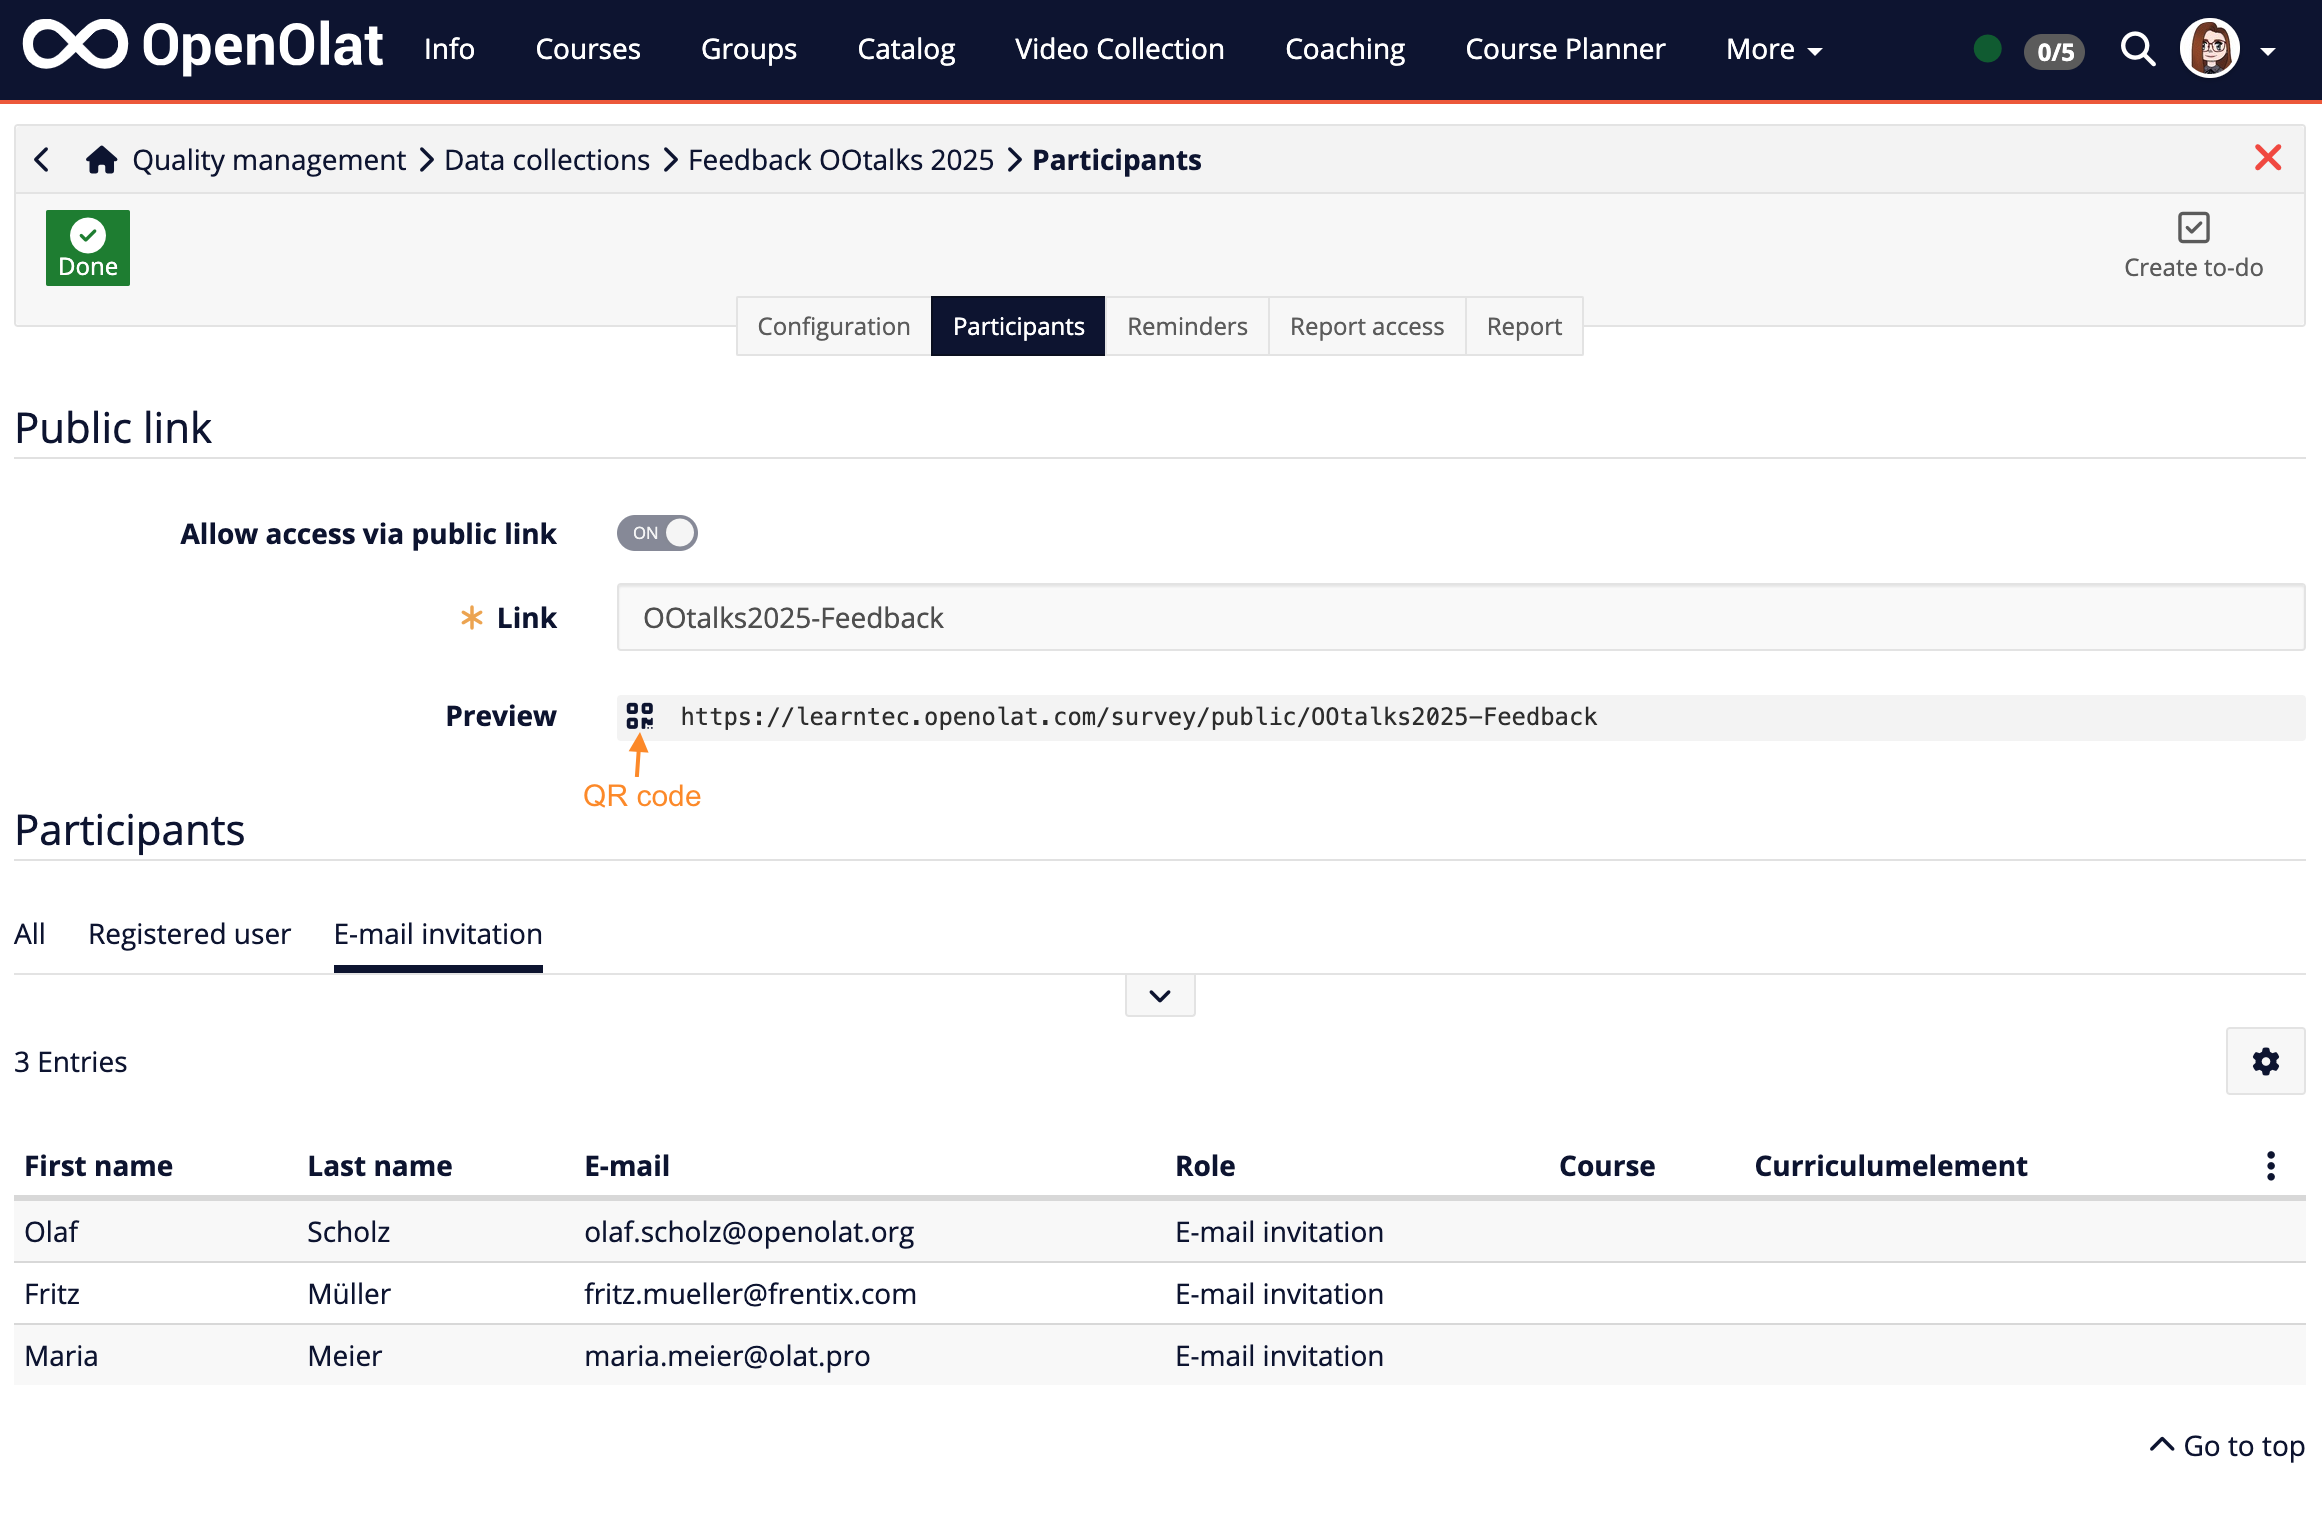 OpenOlat Info Courses Groups Catalog Video Collection Coaching Course Planner More 0/5
Quality management Data collections Feedback OOtalks 2025 Participants
Done
Create to-do
Configuration Participants Reminders Report access Report
Public link
Allow access via public link ON
Link OOtalks2025-Feedback
Preview https://learntec.openolat.com/survey/public/OOtalks2025-Feedback
QR code
Participants
All Registered user E-mail invitation
3 Entries
First name Last name E-mail Role Course Curriculumelement
Olaf Scholz olaf.scholz@openolat.org E-mail invitation
Fritz Müller fritz.mueller@frentix.com E-mail invitation
Maria Meier maria.meier@olat.pro E-mail invitation
Go to top